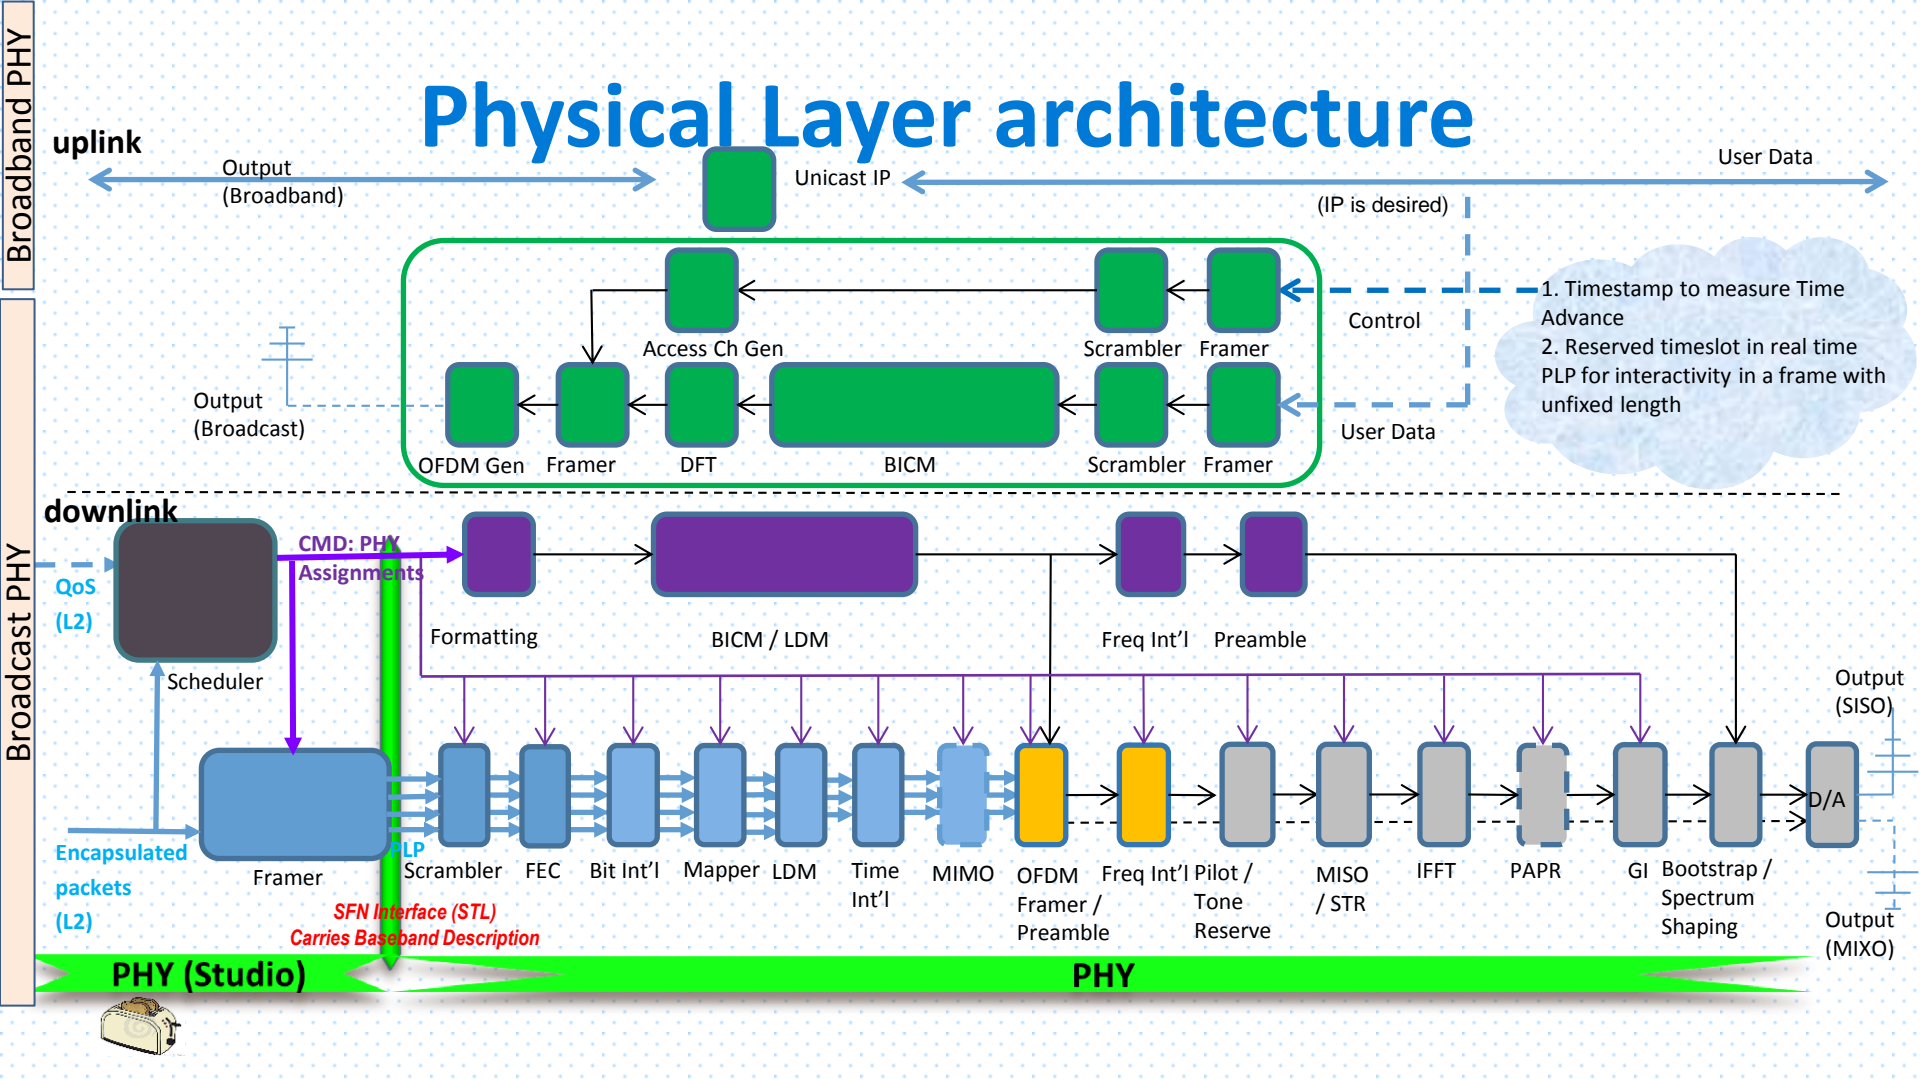 Physical Layer architecture
Broadband PHY
uplink
Output
(Broadband)
Unicast IP
User Data
(IP is desired)
Control
1. Timestamp to measure Time
Advance
2. Reserved timeslot in real time
PLP for interactivity in a frame with
unfixed length
Access Ch Gen
Scrambler
Framer
Output
(Broadcast)
User Data
OFDM Gen
Framer
DFT
BICM
Scrambler
Framer
Broadcast PHY
downlink
CMD: PHY
Assignments
QoS
(L2)
Scheduler
Formatting
BICM / LDM
Freq Int'l
Preamble
Output
(SISO)
D/A
Encapsulated
packets
(L2)
Framer
PLP
Scrambler
FEC
Bit Int'l
Mapper
LDM
Time
Int'l
MIMO
OFDM
Framer /
Preamble
Freq Int'l
Pilot /
Tone
Reserve
MISO
/ STR
IFFT
PAPR
GI
Bootstrap /
Spectrum
Shaping
Output
(MIXO)
SFN Interface (STL)
Carries Baseband Description
PHY (Studio)
PHY